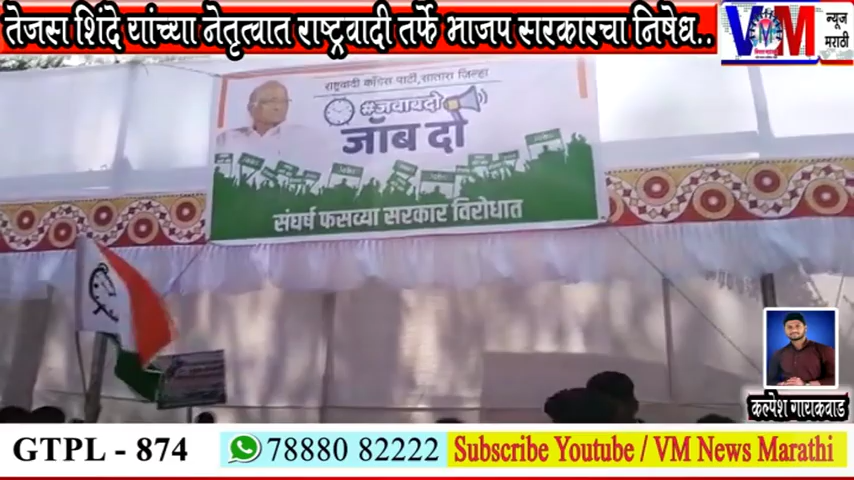 तेजस शिंदे यांच्या नेतृत्वात राष्ट्रवादी तर्फे भाजप सरकारचा निषेध..
VM
न्यूज
मराठी
राष्ट्रवादी काँग्रेस पार्टी, सातारा जिल्हा
#जवाबदो
जॉब दो
संघर्ष फसव्या सरकार विरोधात
कल्पेश गायकवाड
GTPL - 874
78880 82222
Subscribe Youtube / VM News Marathi